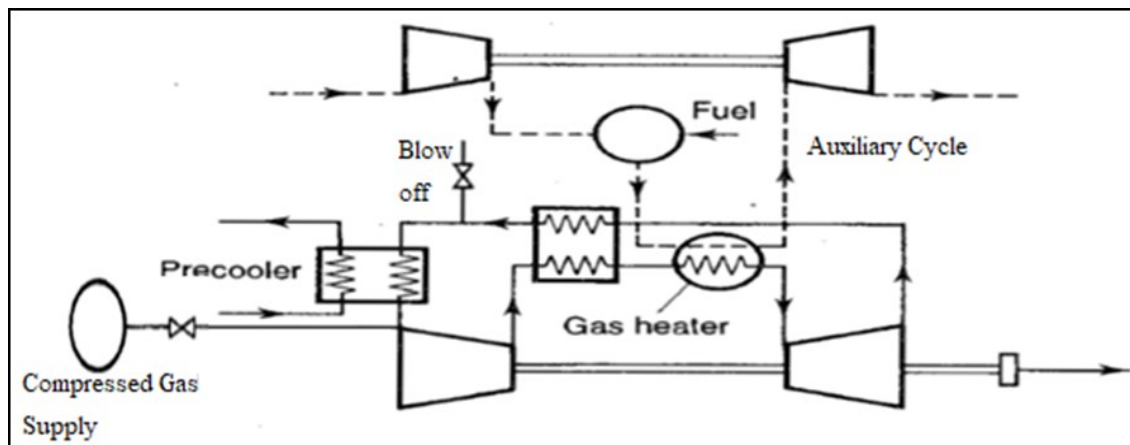 Fuel
Auxiliary Cycle
Blow
off
Precooler
Gas heater
Compressed Gas
Supply